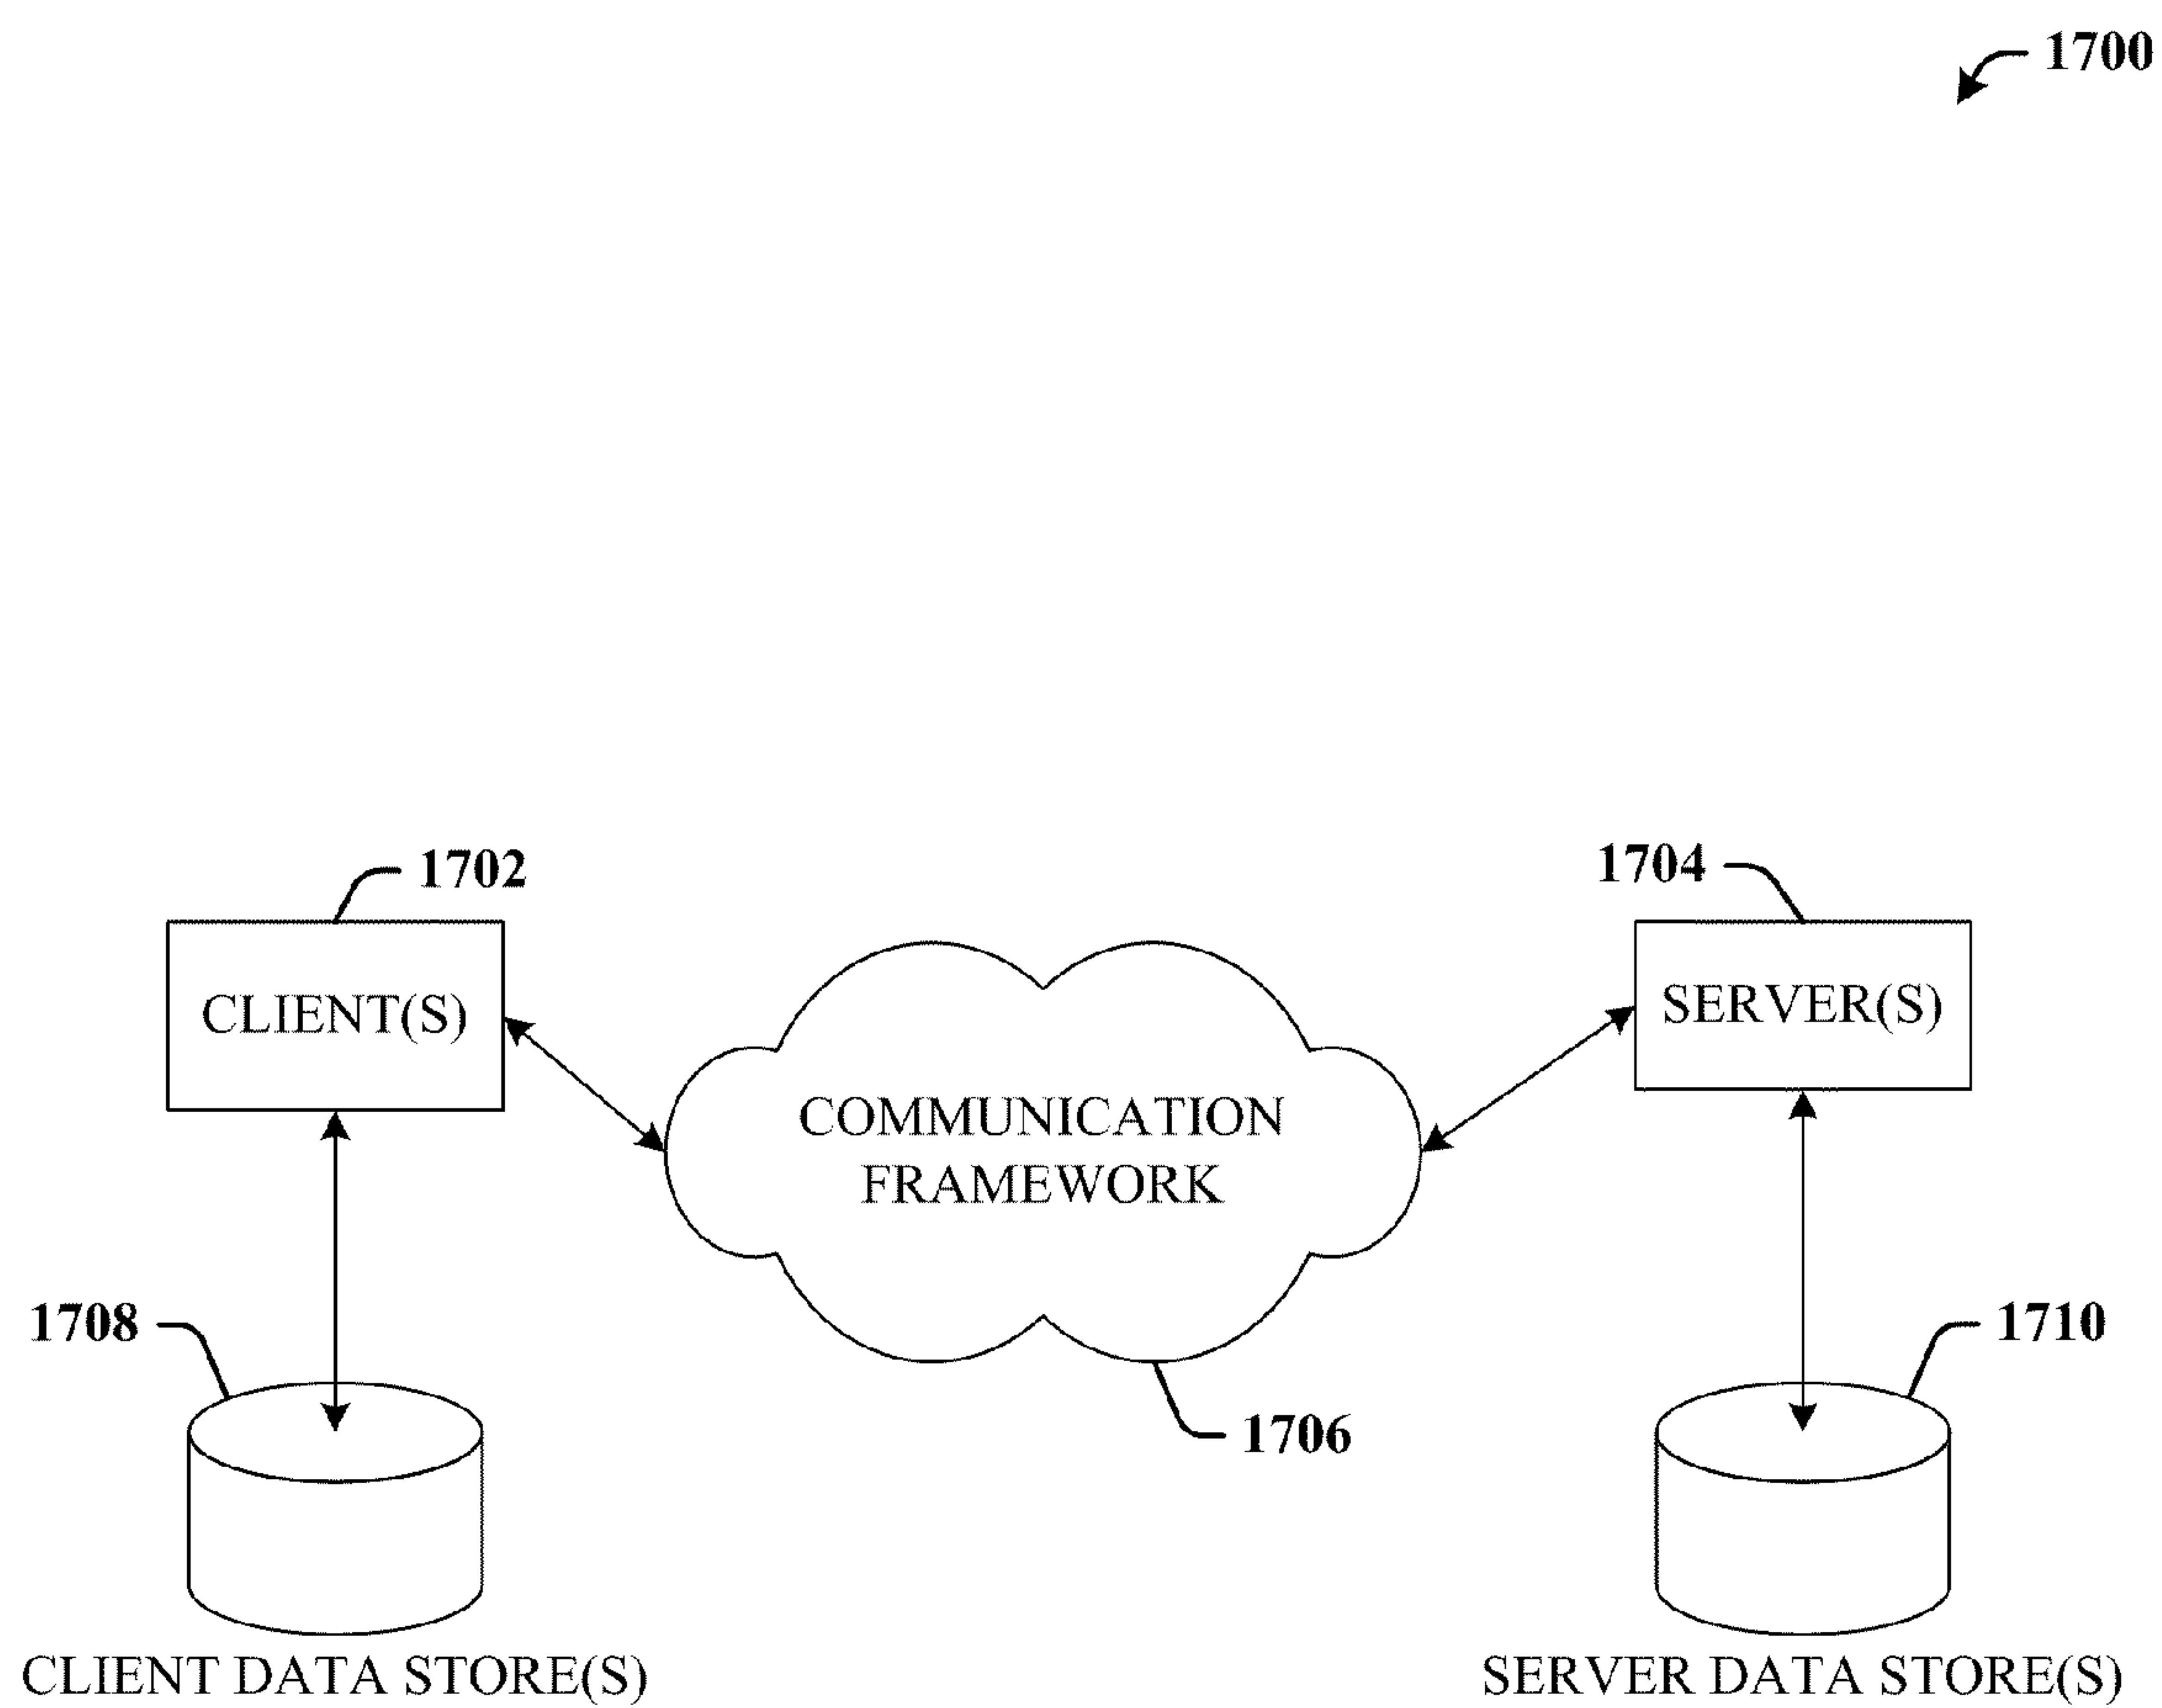 1700
1702
1704
CLIENT(S)
SERVER(S)
COMMUNICATION
FRAMEWORK
1708
1710
1706
CLIENT DATA STORE(S)
SERVER DATA STORE(S)